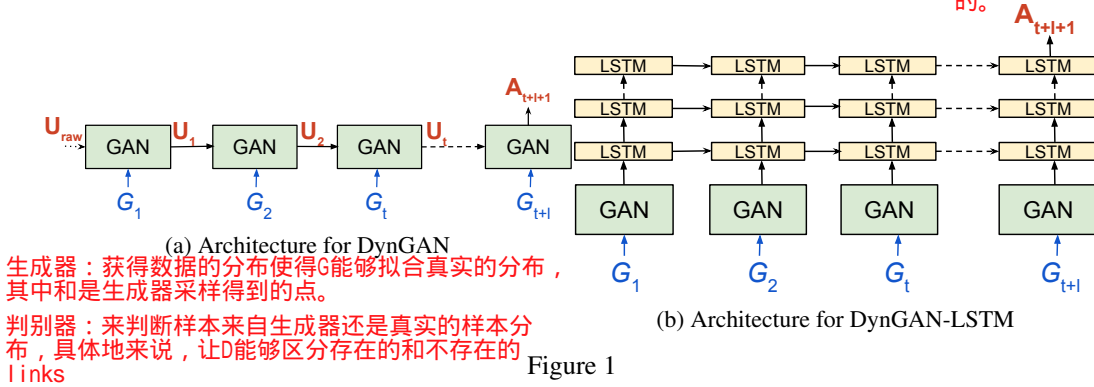 的。
A_{t+l+1}
LSTM LSTM LSTM LSTM
LSTM LSTM LSTM LSTM
LSTM LSTM LSTM LSTM
GAN GAN GAN GAN
G_1 G_2 G_t G_{t+l}
(b) Architecture for DynGAN-LSTM
A_{t+l+1}
U_{raw} GAN U_1 GAN U_2 GAN U_t GAN
G_1 G_2 G_t G_{t+l}
(a) Architecture for DynGAN
生成器：获得数据的分布使得G能够拟合真实的分布，
其中和是生成器采样得到的点。
判别器：来判断样本来自生成器还是真实的样本分
布，具体地来说，让D能够区分存在的和不存在的
links
Figure 1